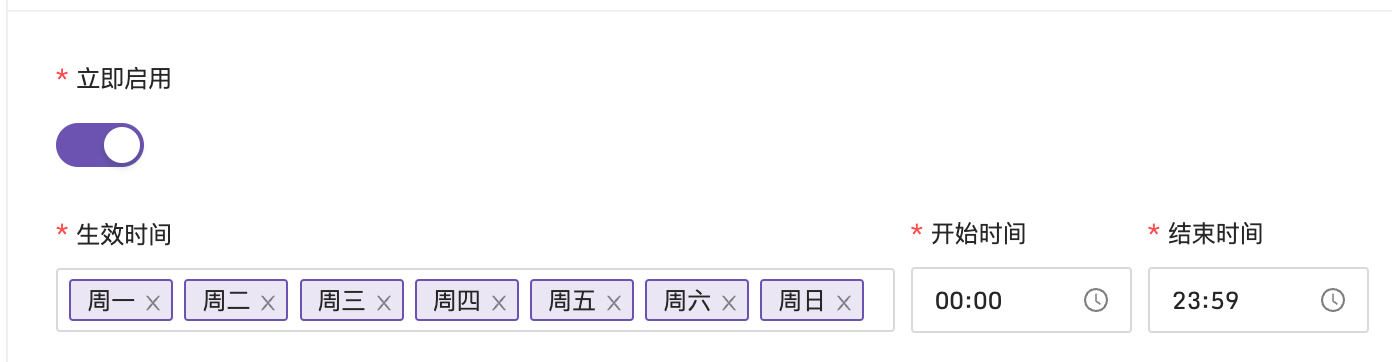 * 立即启用
* 生效时间
* 开始时间
* 结束时间
周一 周二 周三 周四 周五 周六 周日
00:00
23:59